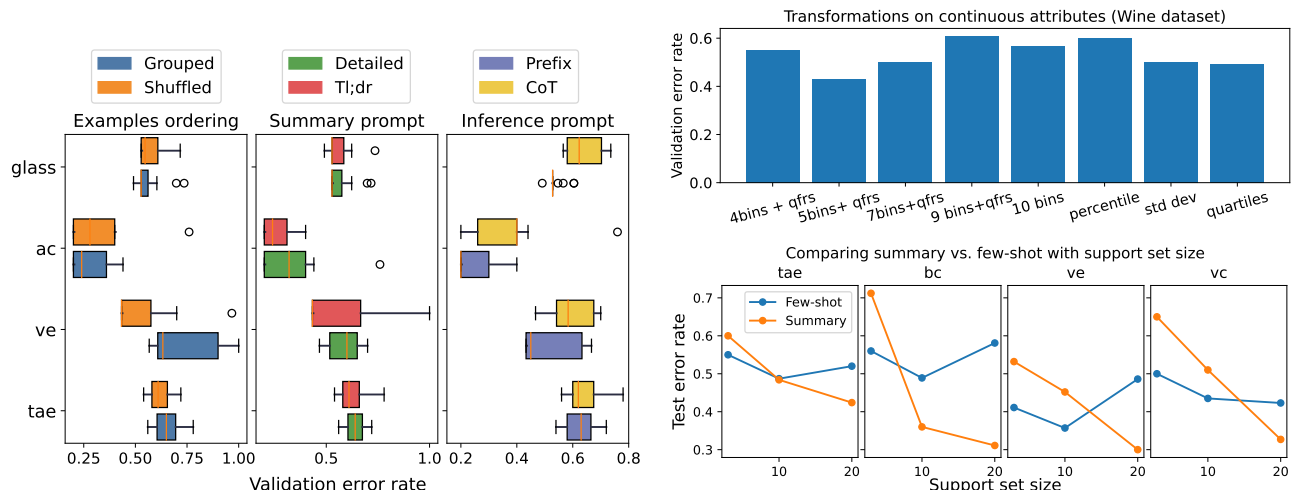 Grouped
Shuffled
Detailed
Tl;dr
Prefix
CoT
Examples ordering
Summary prompt
Inference prompt
glass
ac
ve
tae
0.25 0.50 0.75 1.00
0.5 1.0
0.2 0.4 0.6 0.8
Validation error rate
Transformations on continuous attributes (Wine dataset)
Validation error rate
0.6
0.4
0.2
0.0
4bins + qfrs
5bins+ qfrs
7bins+qfrs
9 bins+qfrs
10 bins
percentile
std dev
quartiles
Comparing summary vs. few-shot with support set size
tae bc ve vc
Few-shot
Summary
Test error rate
0.7
0.6
0.5
0.4
0.3
10 20 10 20 10 20 10 20
Support set size